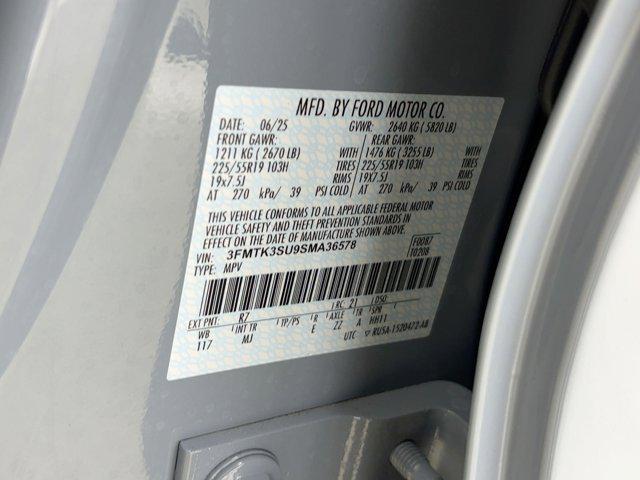 MFD. BY FORD MOTOR CO.
DATE: 06/25 GVWR: 2640 KG ( 5820 LB)
FRONT GAWR: REAR GAWR:
1211 KG ( 2670 LB) WITH 1476 KG ( 3255 LB) WITH
225/55R19 103H TIRES 225/55R19 103H TIRES
19x7.5J RIMS 19x7.5J RIMS
AT 270 kPa/ 39 PSI COLD AT 270 kPa/ 39 PSI COLD
THIS VEHICLE CONFORMS TO ALL APPLICABLE FEDERAL MOTOR
VEHICLE SAFETY AND THEFT PREVENTION STANDARDS IN
EFFECT ON THE DATE OF MANUFACTURE SHOWN ABOVE.
VIN: 3FMTK3SU9SMA36578 F0087
TYPE: MPV T0208
EXT PNT: RZ RC: 21 DSO:
WB INT TR TP/PS R AXLE TR SPR
117 MJ E ZZ A HH11
UTC RU5A-1520472-AB